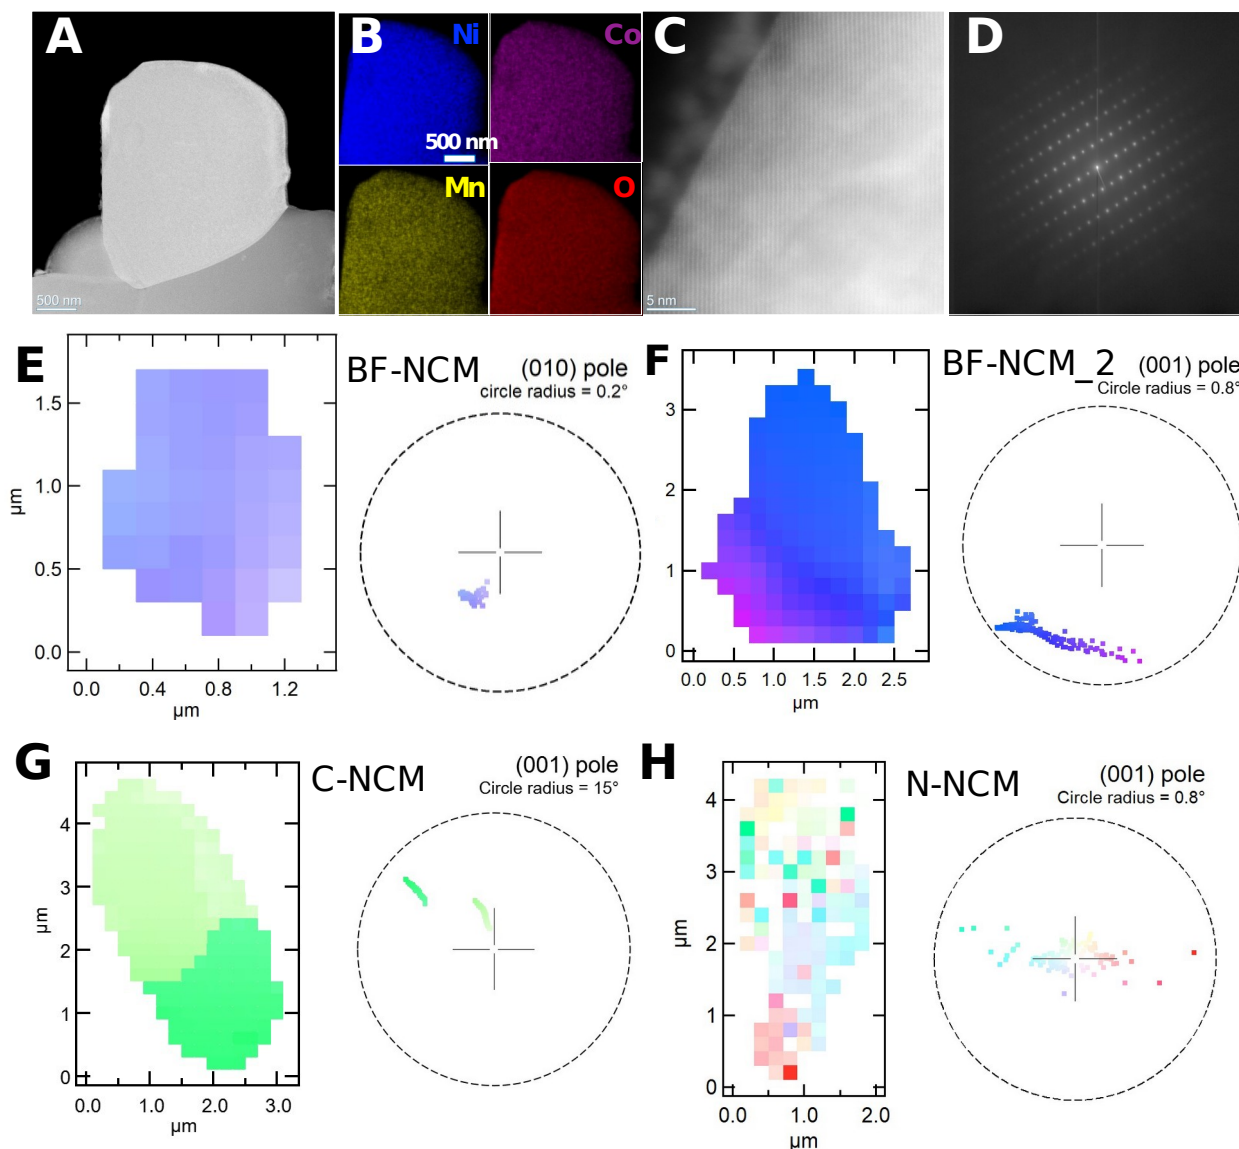 A
500 nm
B
Ni
Co
500 nm
Mn
O
C
5 nm
D
E
BF-NCM
(010) pole
circle radius = 0.2°
1.5
1.0
0.5
0.0
µm
0.0 0.4 0.8 1.2
µm
F
BF-NCM_2
(001) pole
Circle radius = 0.8°
3
2
1
0
µm
0.0 0.5 1.0 1.5 2.0 2.5
µm
G
C-NCM
(001) pole
Circle radius = 15°
4
3
2
1
0
µm
0.0 1.0 2.0 3.0
µm
H
N-NCM
(001) pole
Circle radius = 0.8°
4
3
2
1
0
µm
0.0 1.0 2.0
µm